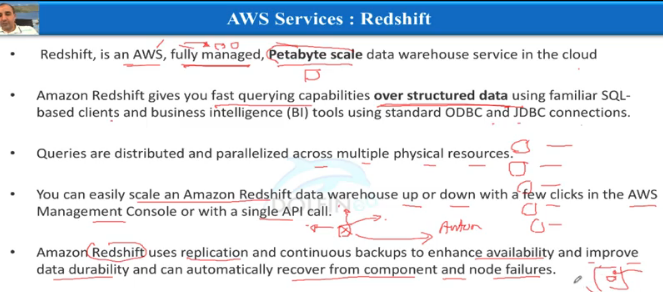 AWS Services : Redshift
• Redshift, is an AWS, fully managed, Petabyte scale data warehouse service in the cloud
• Amazon Redshift gives you fast querying capabilities over structured data using familiar SQL-
based clients and business intelligence (BI) tools using standard ODBC and JDBC connections.
• Queries are distributed and parallelized across multiple physical resources.
• You can easily scale an Amazon Redshift data warehouse up or down with a few clicks in the AWS
Management Console or with a single API call.
• Amazon Redshift uses replication and continuous backups to enhance availability and improve
data durability and can automatically recover from component and node failures.